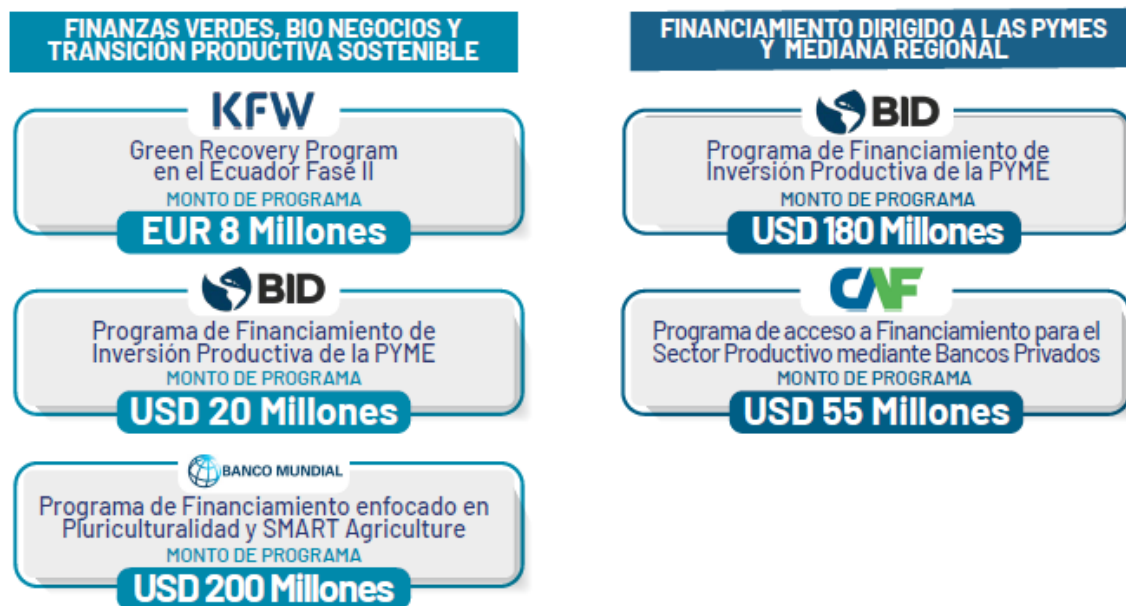 FINANZAS VERDES, BIO NEGOCIOS Y
TRANSICIÓN PRODUCTIVA SOSTENIBLE
KFW
Green Recovery Program
en el Ecuador Fase II
MONTO DE PROGRAMA
EUR 8 Millones
BID
Programa de Financiamiento de
Inversión Productiva de la PYME
MONTO DE PROGRAMA
USD 20 Millones
BANCO MUNDIAL
Programa de Financiamiento enfocado en
Pluriculturalidad y SMART Agriculture
MONTO DE PROGRAMA
USD 200 Millones
FINANCIAMIENTO DIRIGIDO A LAS PYMES
Y MEDIANA REGIONAL
BID
Programa de Financiamiento de
Inversión Productiva de la PYME
MONTO DE PROGRAMA
USD 180 Millones
CAF
Programa de acceso a Financiamiento para el
Sector Productivo mediante Bancos Privados
MONTO DE PROGRAMA
USD 55 Millones